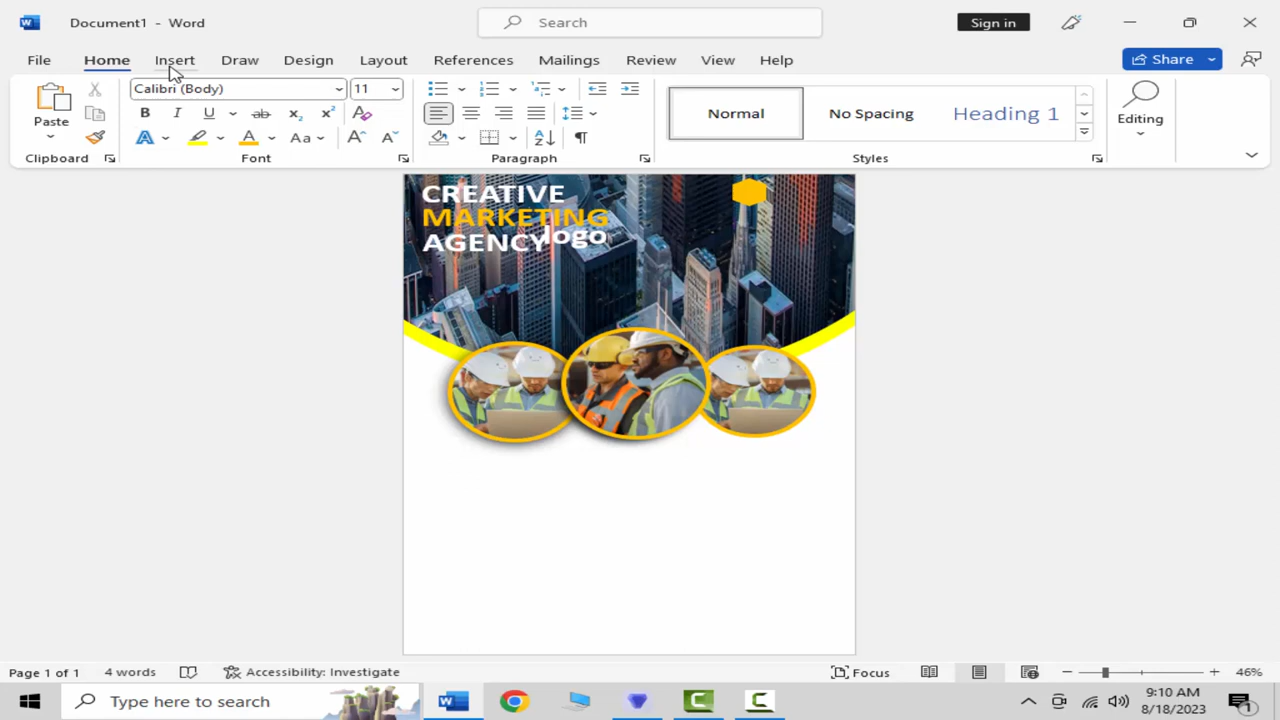 Document1 - Word
Search
Sign in
File
Home
Insert
Draw
Design
Layout
References
Mailings
Review
View
Help
Share
Paste
Clipboard
Calibri (Body)
11
Font
Paragraph
Normal
No Spacing
Heading 1
Styles
Editing
CREATIVE
MARKETING
AGENCY
logo
Page 1 of 1
4 words
Accessibility: Investigate
Focus
46%
Type here to search
9:10 AM
8/18/2023
1